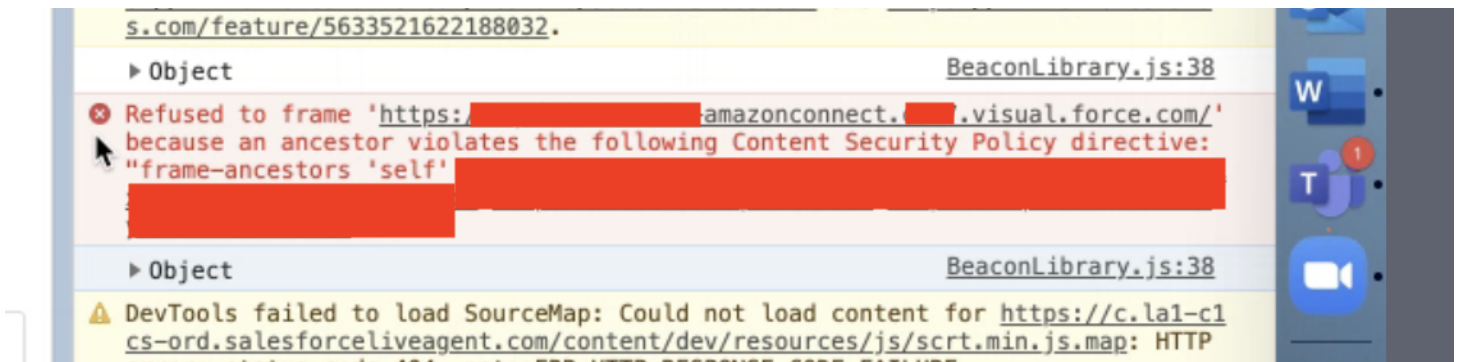 s.com/feature/5633521622188032.
Object BeaconLibrary.js:38
Refused to frame 'https:/ -amazonconnect. .visual.force.com/'
because an ancestor violates the following Content Security Policy directive:
"frame-ancestors 'self'
Object BeaconLibrary.js:38
DevTools failed to load SourceMap: Could not load content for https://c.la1-c1
cs-ord.salesforceliveagent.com/content/dev/resources/js/scrt.min.js.map: HTTP
W
1
T